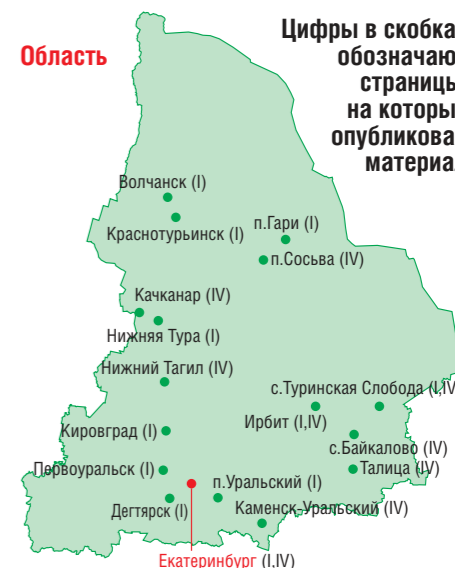 Область
Цифры в скобка
обозначаю
страниць
на которы
опубликова
материа
Волчанск (I)
Краснотурьинск (I)
п.Гари (I)
п.Сосьва (IV)
Качканар (IV)
Нижняя Тура (I)
Нижний Тагил (IV)
с.Туринская Слобода (I,IV
Ирбит (I,IV)
Кировград (I)
с.Байкалово (IV)
Талица (IV)
Первоуральск (I)
п.Уральский (I)
Дегтярск (I)
Каменск-Уральский (IV)
Екатеринбург (I,IV)